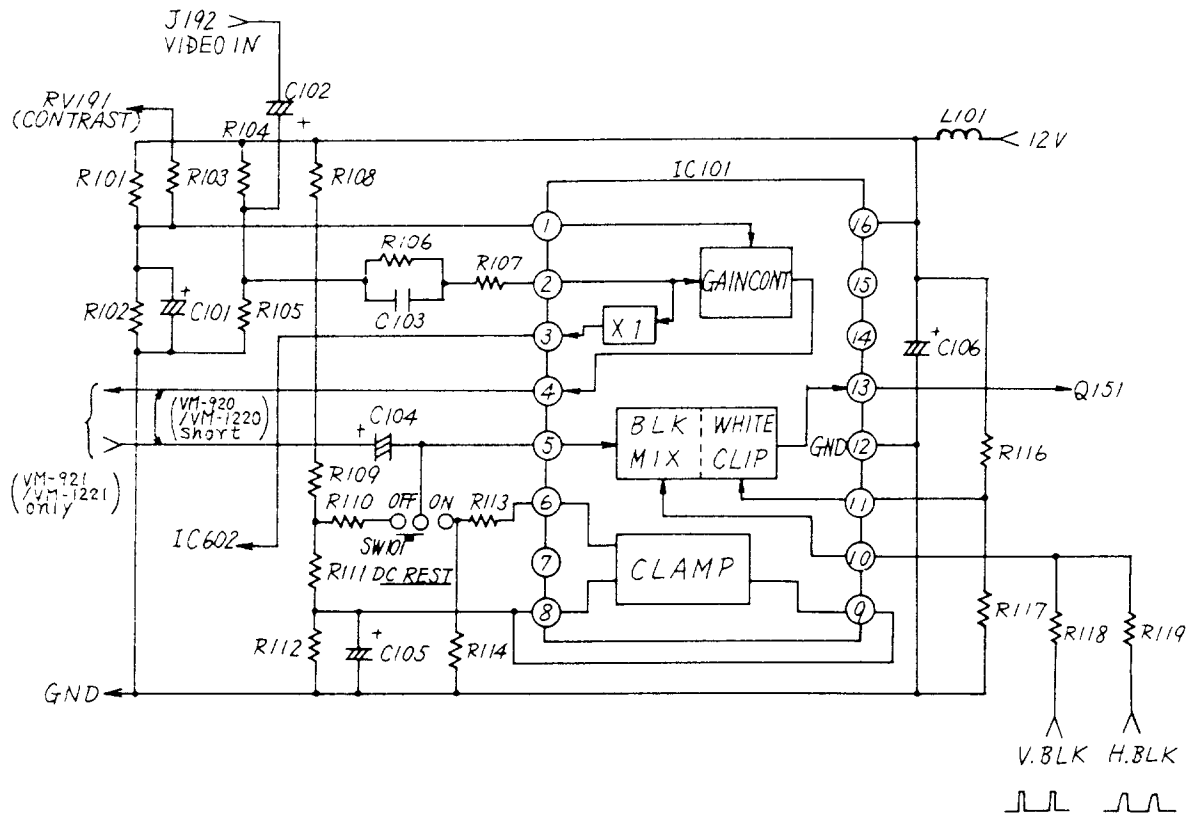 J192
VIDEO IN
RV191
(CONTRAST)
C102
+
R104
L101
12V
R101
R103
R108
IC101
1
16
R106
R107
2
GAINCONT
15
R102
+
C101
R105
C103
3
X 1
14
+
C106
4
13
Q151
(VM-920
/VM-1220)
short
+
C104
5
BLK
MIX
WHITE
CLIP
GND
12
R116
(VM-921
/VM-1221)
only
R109
R110
OFF
ON
R113
6
11
IC602
SW101
R111
DC REST
7
CLAMP
10
8
9
R117
R118
R119
R112
+
C105
R114
GND
V.BLK
H.BLK